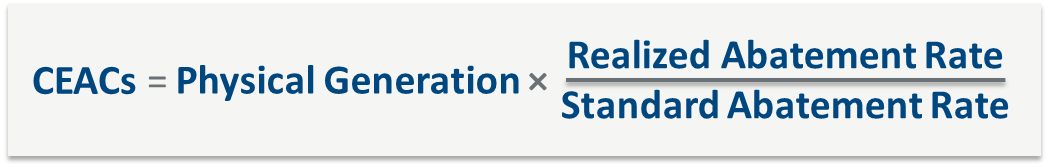 CEACs = Physical Generation × Realized Abatement Rate
Standard Abatement Rate